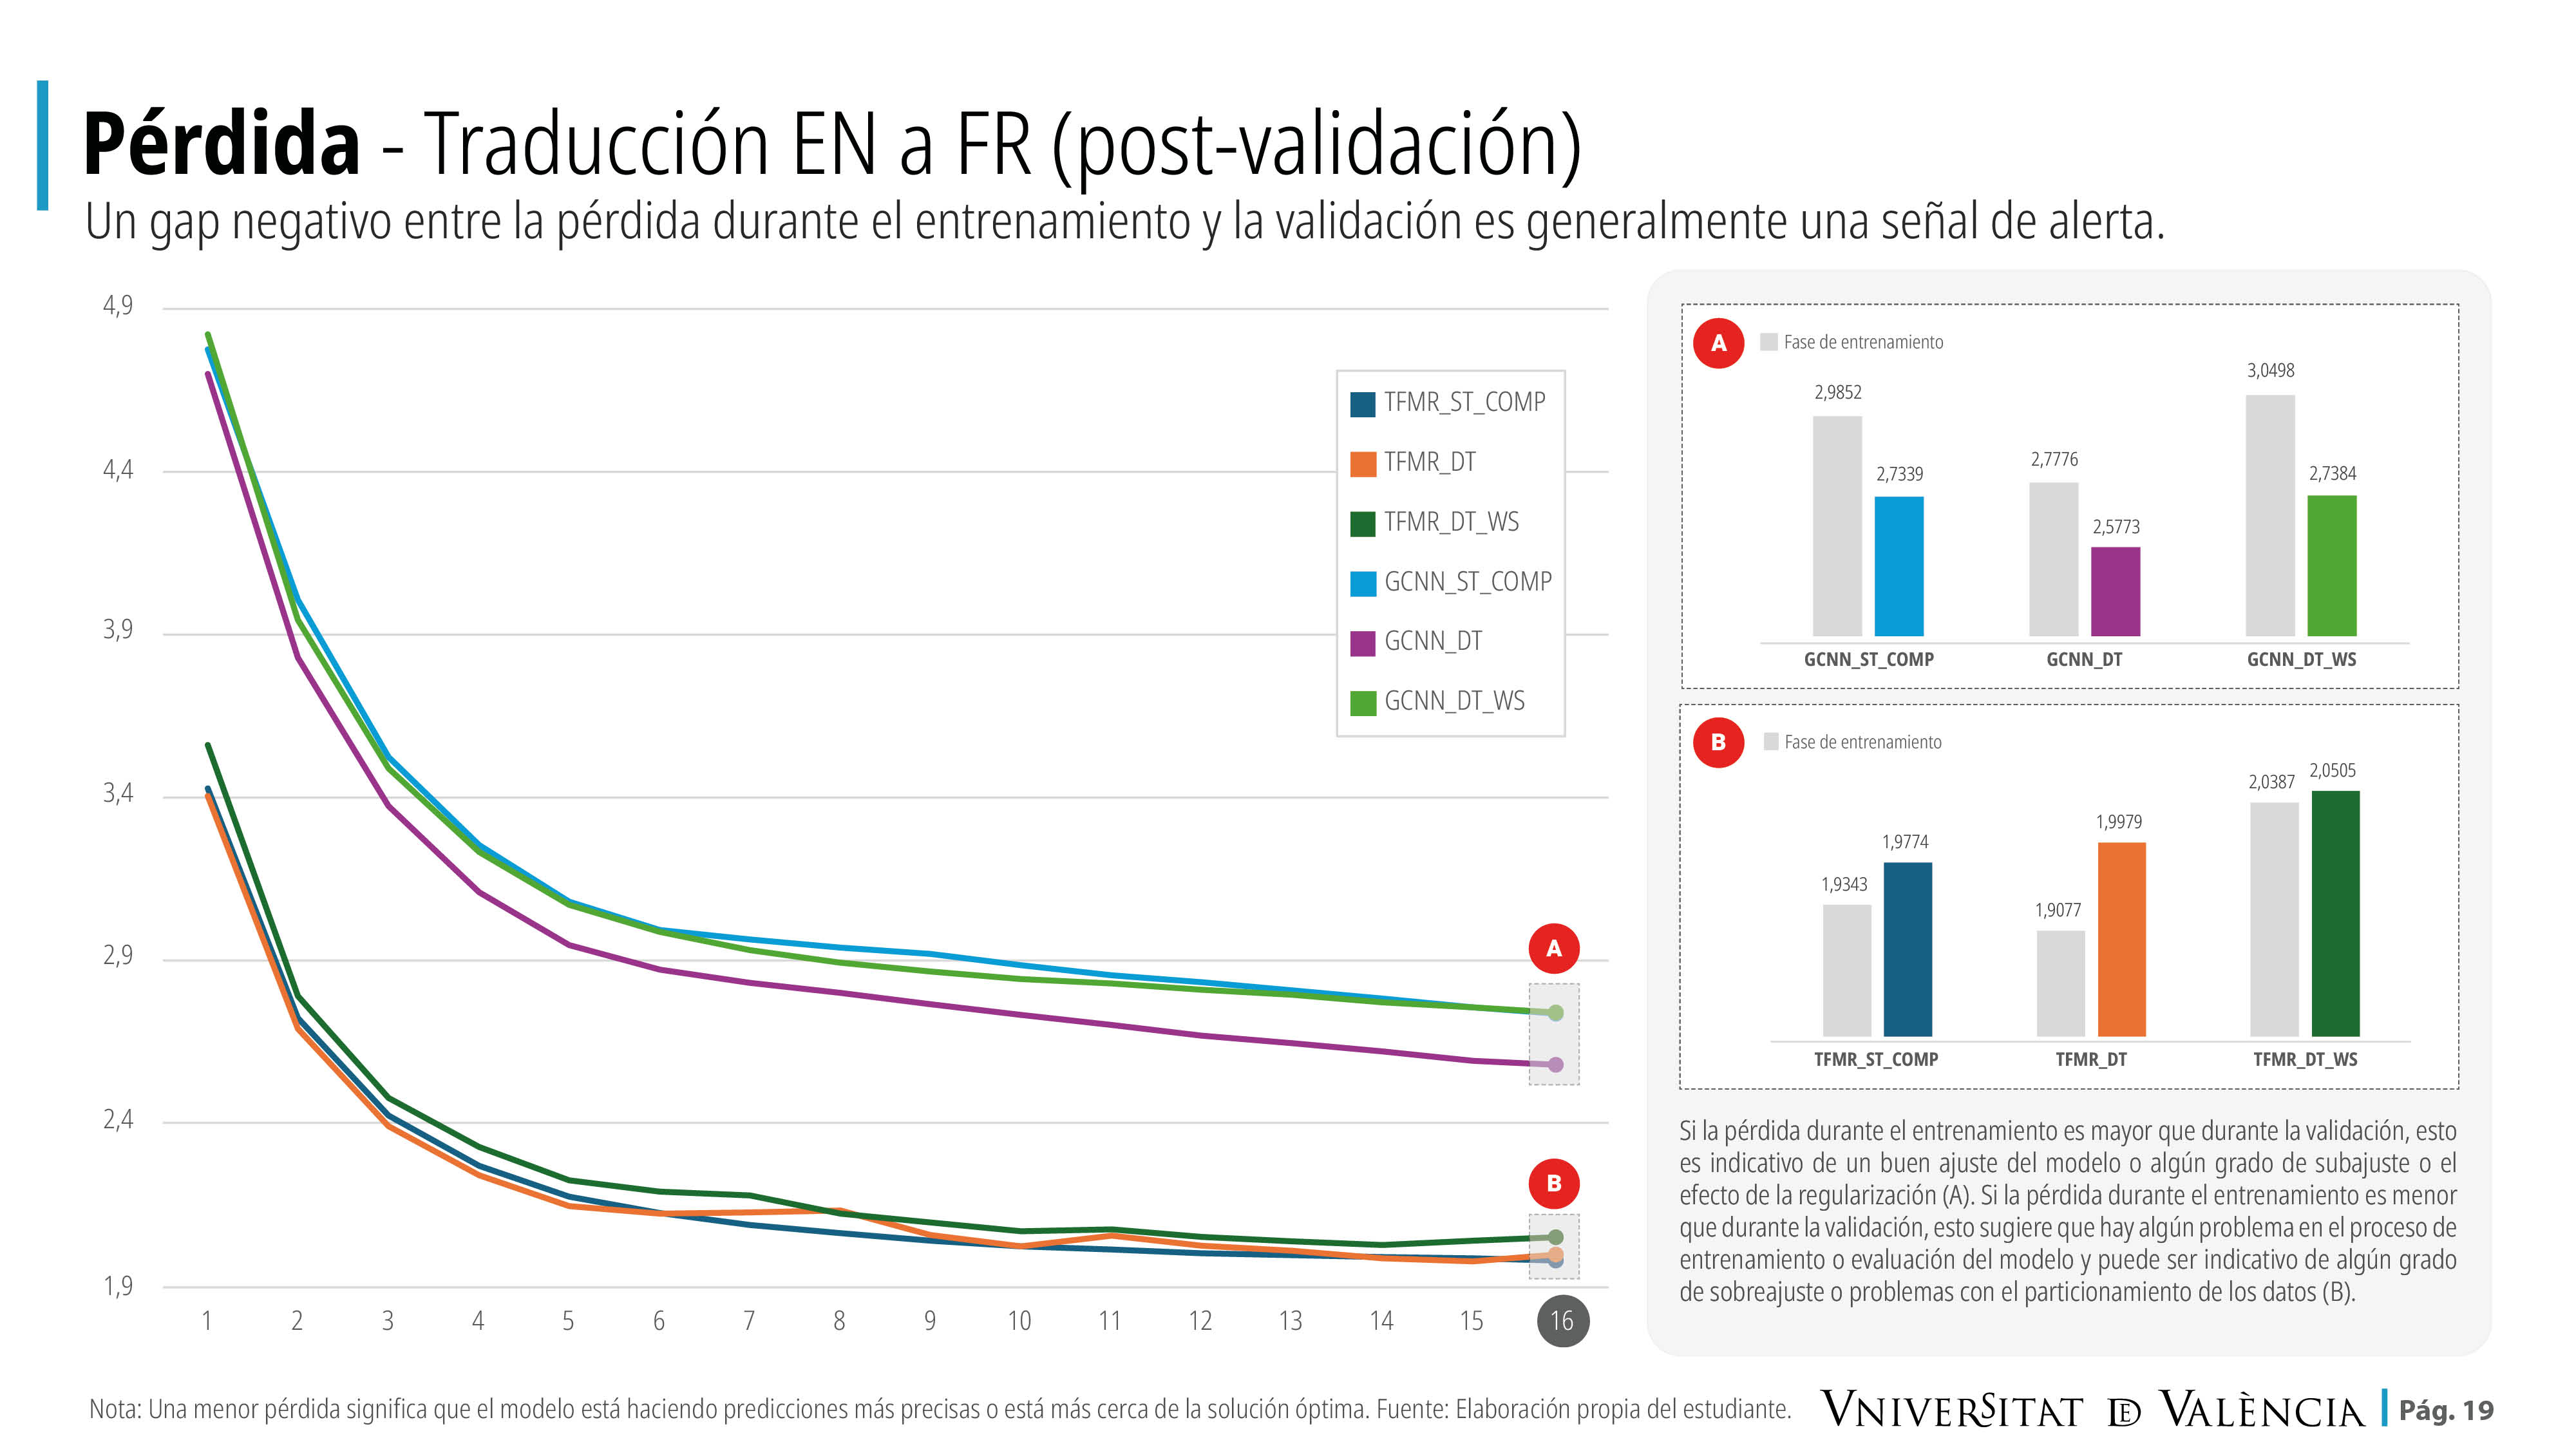 Pérdida - Traducción EN a FR (post-validación)
Un gap negativo entre la pérdida durante el entrenamiento y la validación es generalmente una señal de alerta.
4,9
4,4
3,9
3,4
2,9
2,4
1,9
1 2 3 4 5 6 7 8 9 10 11 12 13 14 15 16
TFMR_ST_COMP
TFMR_DT
TFMR_DT_WS
GCNN_ST_COMP
GCNN_DT
GCNN_DT_WS
A
B
A Fase de entrenamiento
2,9852 2,7339 2,7776 2,5773 3,0498 2,7384
GCNN_ST_COMP GCNN_DT GCNN_DT_WS
B Fase de entrenamiento
1,9343 1,9774 1,9077 1,9979 2,0387 2,0505
TFMR_ST_COMP TFMR_DT TFMR_DT_WS
Si la pérdida durante el entrenamiento es mayor que durante la validación, esto
es indicativo de un buen ajuste del modelo o algún grado de subajuste o el
efecto de la regularización (A). Si la pérdida durante el entrenamiento es menor
que durante la validación, esto sugiere que hay algún problema en el proceso de
entrenamiento o evaluación del modelo y puede ser indicativo de algún grado
de sobreajuste o problemas con el particionamiento de los datos (B).
Nota: Una menor pérdida significa que el modelo está haciendo predicciones más precisas o está más cerca de la solución óptima. Fuente: Elaboración propia del estudiante.
VNIVERSITAT DE VALÈNCIA
Pág. 19